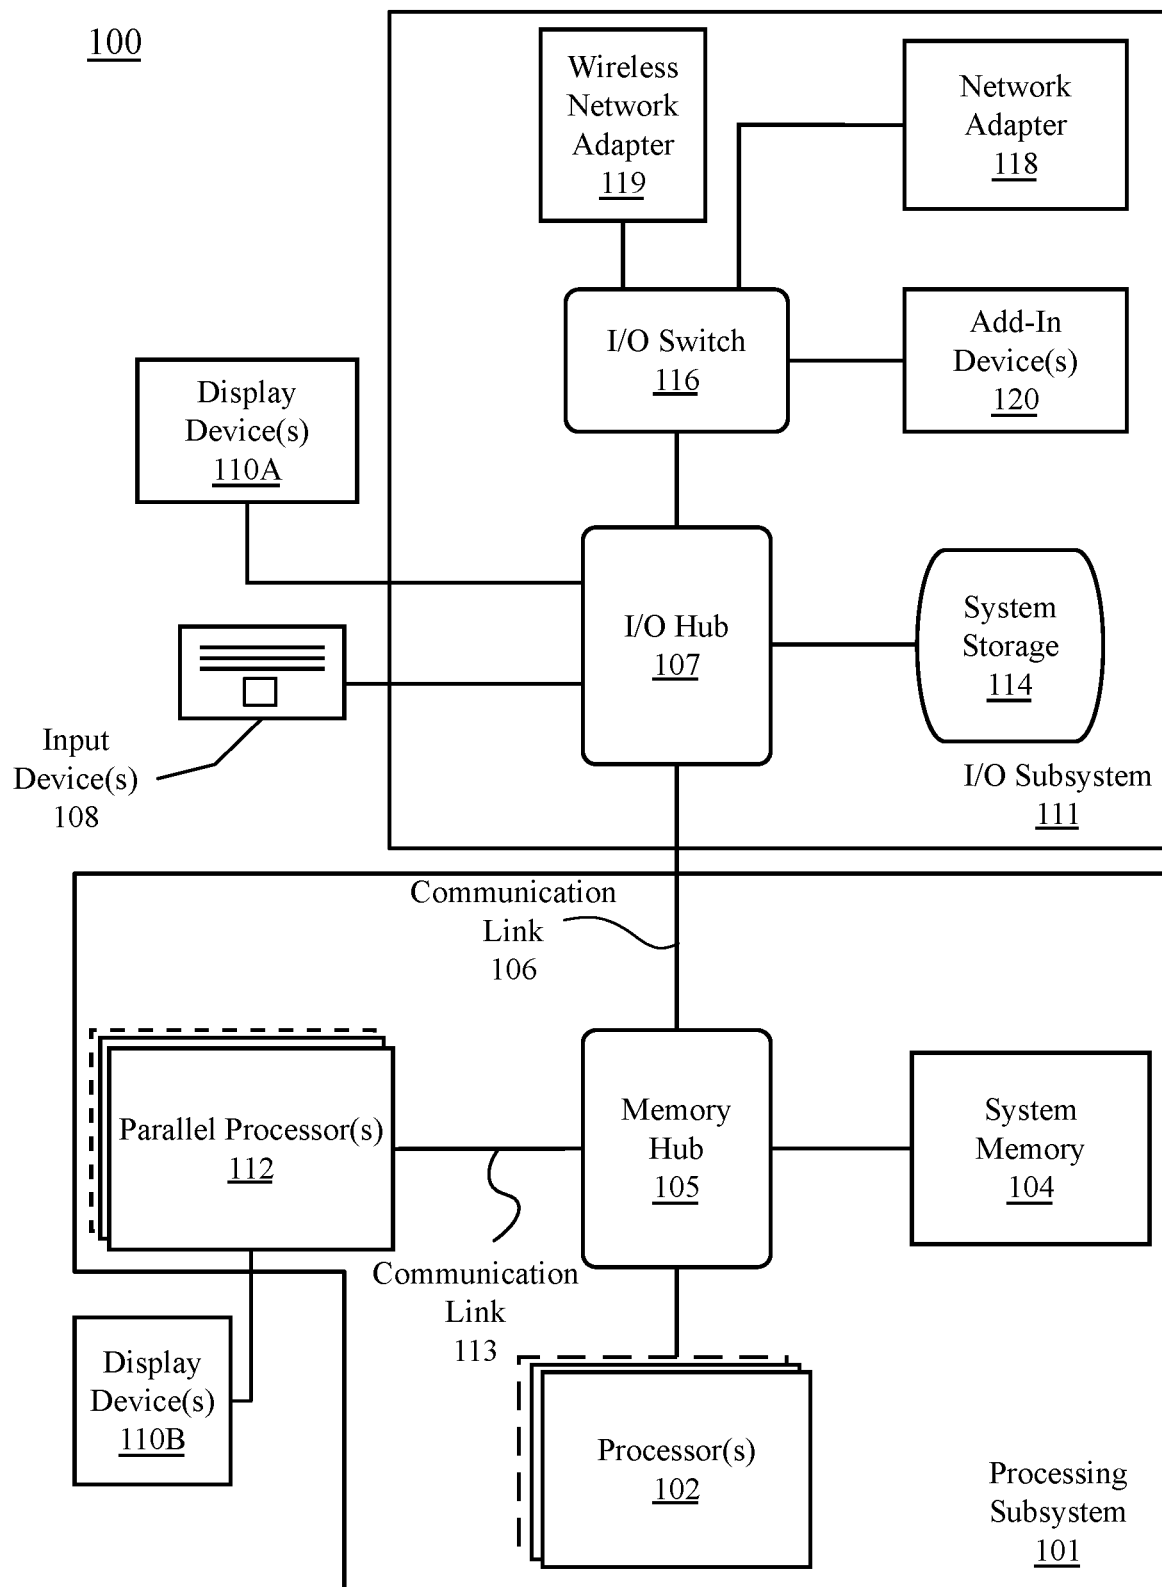 100
Wireless
Network
Adapter
119
Network
Adapter
118
I/O Switch
116
Add-In
Device(s)
120
Display
Device(s)
110A
I/O Hub
107
System
Storage
114
Input
Device(s)
108
I/O Subsystem
111
Communication
Link
106
Parallel Processor(s)
112
Memory
Hub
105
System
Memory
104
Communication
Link
113
Display
Device(s)
110B
Processor(s)
102
Processing
Subsystem
101